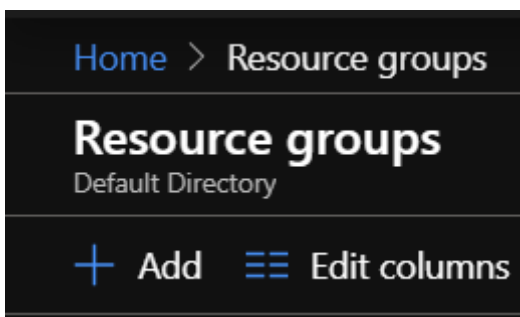 Home > Resource groups
Resource groups
Default Directory
+ Add Edit columns